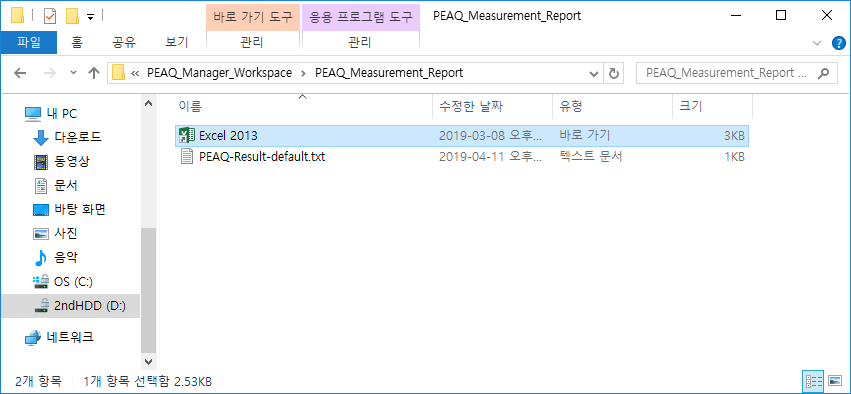 바로 가기 도구 응용 프로그램 도구 PEAQ_Measurement_Report
파일 홈 공유 보기 관리 관리
« PEAQ_Manager_Workspace > PEAQ_Measurement_Report PEAQ_Measurement_Report ...
이름 수정한 날짜 유형 크기
Excel 2013 2019-03-08 오후... 바로 가기 3KB
PEAQ-Result-default.txt 2019-04-11 오후... 텍스트 문서 1KB
내 PC
다운로드
동영상
문서
바탕 화면
사진
음악
OS (C:)
2ndHDD (D:)
네트워크
2개 항목 1개 항목 선택함 2.53KB